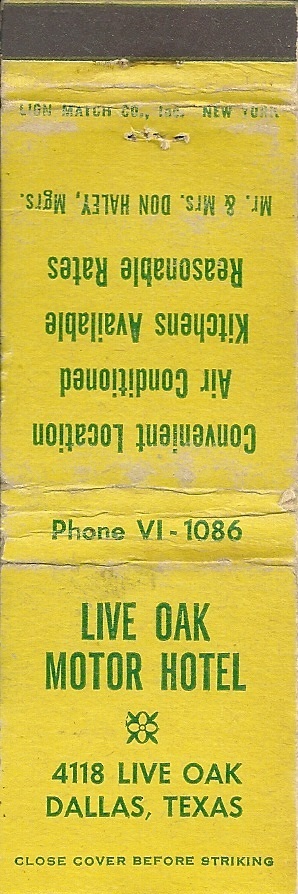 LION MATCH CO., INC. NEW YORK
Convenient Location
Air Conditioned
Kitchens Available
Reasonable Rates
Mr. & Mrs. DON HALEY, Mgrs.
Phone VI - 1086
LIVE OAK
MOTOR HOTEL
4118 LIVE OAK
DALLAS, TEXAS
CLOSE COVER BEFORE STRIKING